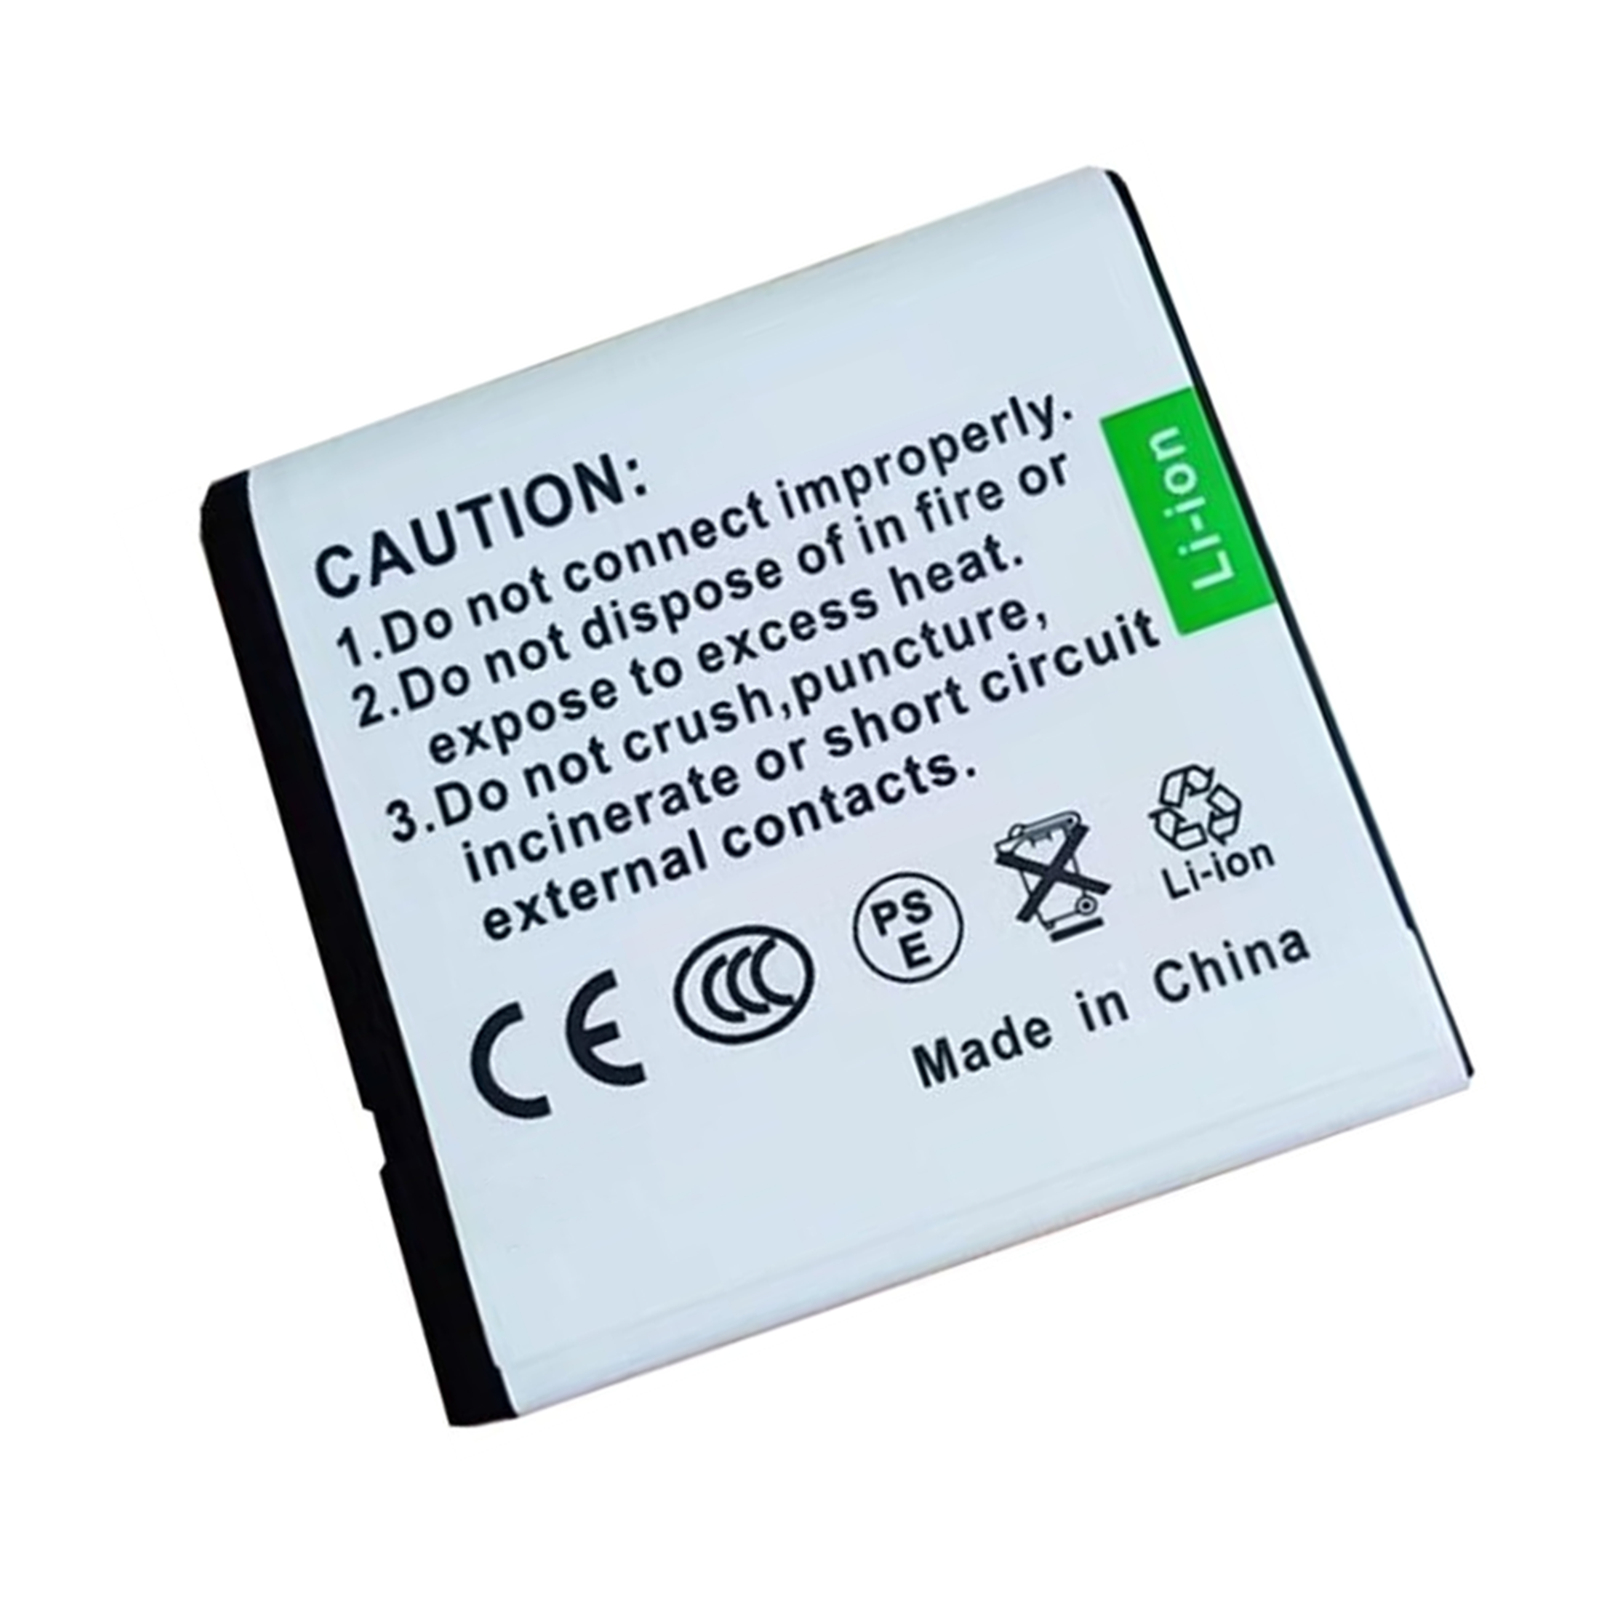 CAUTION:
1.Do not connect improperly.
2.Do not dispose of in fire or
expose to excess heat.
3.Do not crush,puncture,
incinerate or short circuit
external contacts.
Li-ion
CE
CCC
PS
E
Li-ion
Made in China